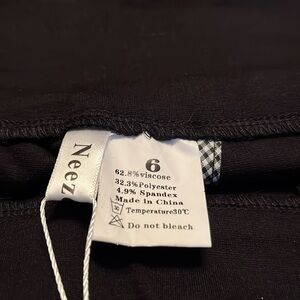 Neez
6
62.8%viscose
32.3%Polyester
4.9% Spandex
Made in China
Temperature30℃
Do not bleach